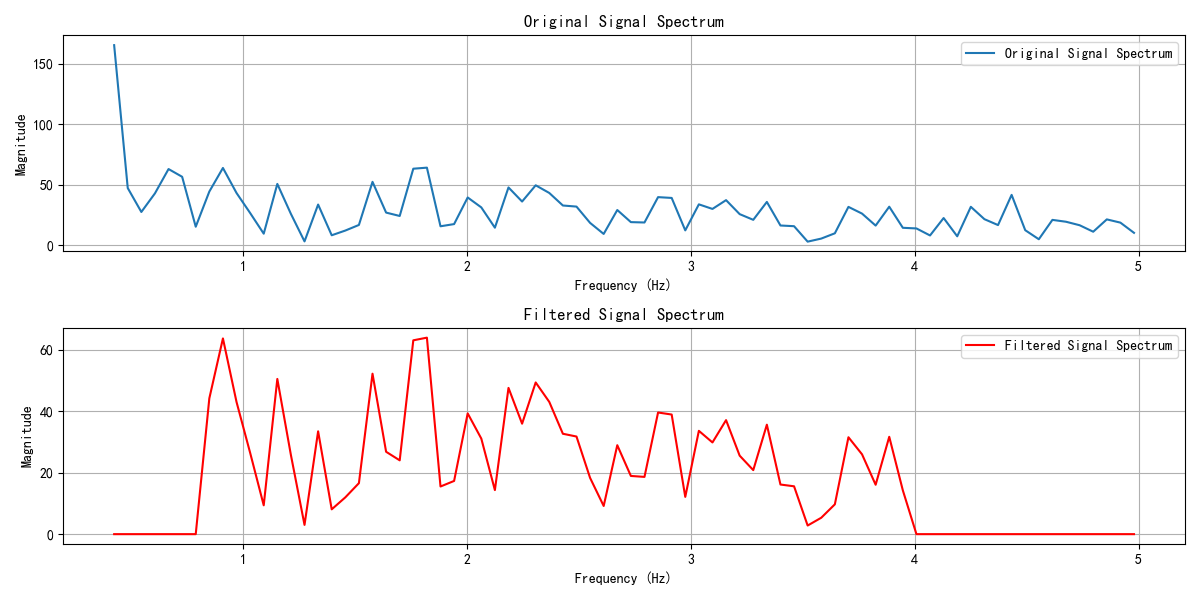 Original Signal Spectrum
Original Signal Spectrum
Magnitude
150
100
50
0
1 2 3 4 5
Frequency (Hz)
Filtered Signal Spectrum
Filtered Signal Spectrum
Magnitude
60
40
20
0
1 2 3 4 5
Frequency (Hz)